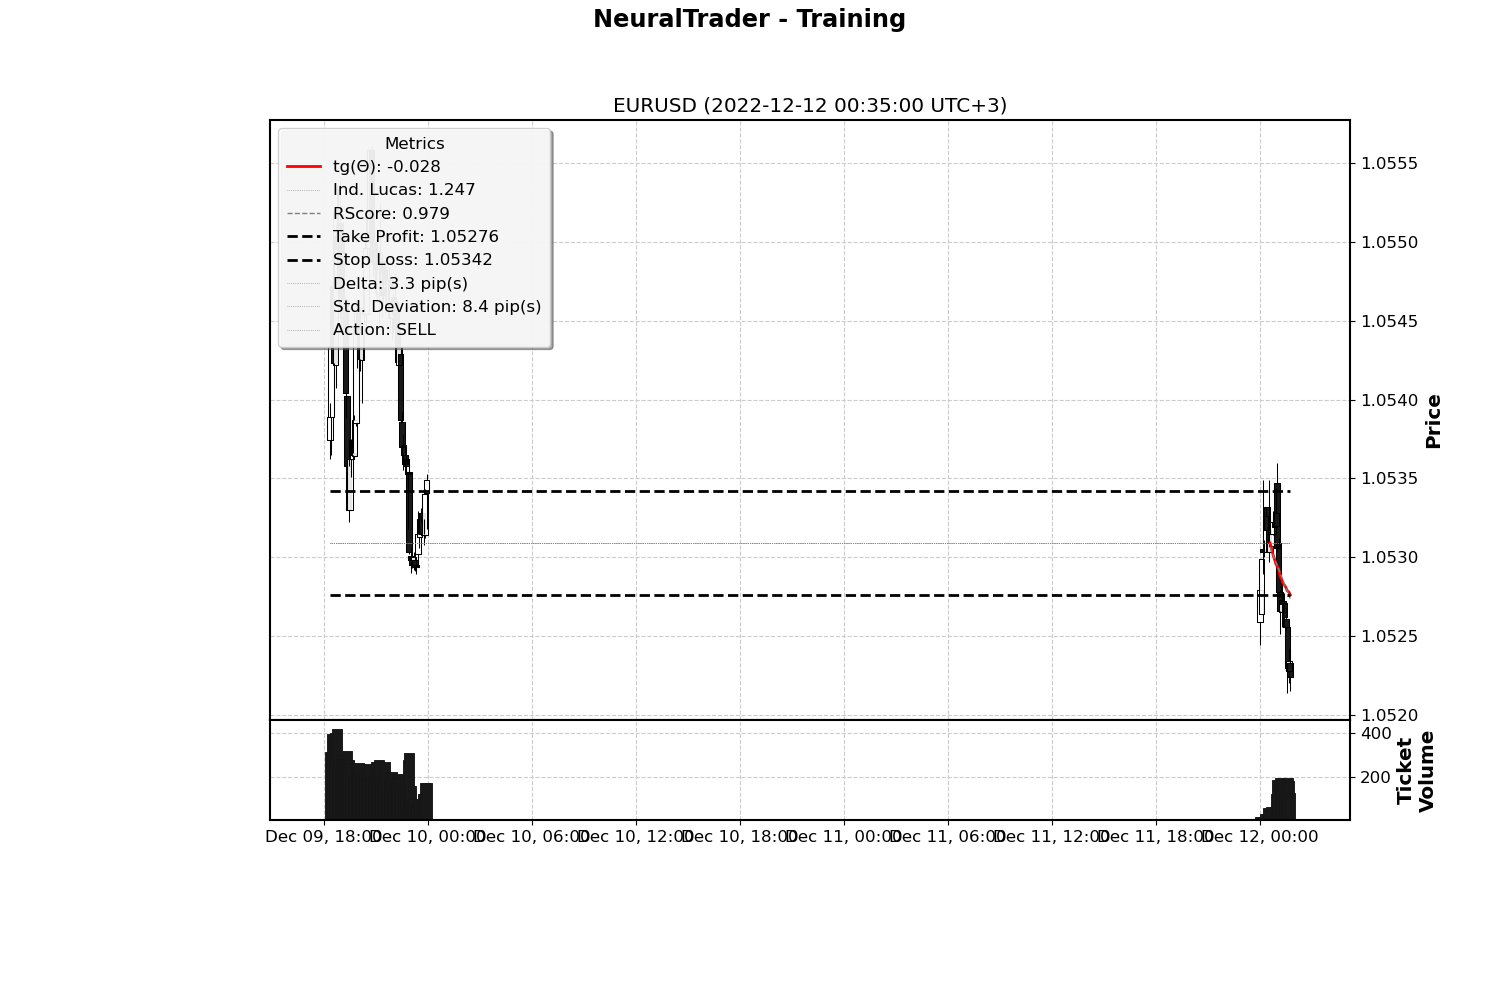 NeuralTrader - Training
EURUSD (2022-12-12 00:35:00 UTC+3)
Metrics
tg(Θ): -0.028
Ind. Lucas: 1.247
RScore: 0.979
Take Profit: 1.05276
Stop Loss: 1.05342
Delta: 3.3 pip(s)
Std. Deviation: 8.4 pip(s)
Action: SELL
1.0555
1.0550
1.0545
1.0540
1.0535
1.0530
1.0525
1.0520
Price
400
200
Ticket
Volume
Dec 09, 18:00 Dec 10, 00:00 Dec 10, 06:00 Dec 10, 12:00 Dec 10, 18:00 Dec 11, 00:00 Dec 11, 06:00 Dec 11, 12:00 Dec 11, 18:00 Dec 12, 00:00